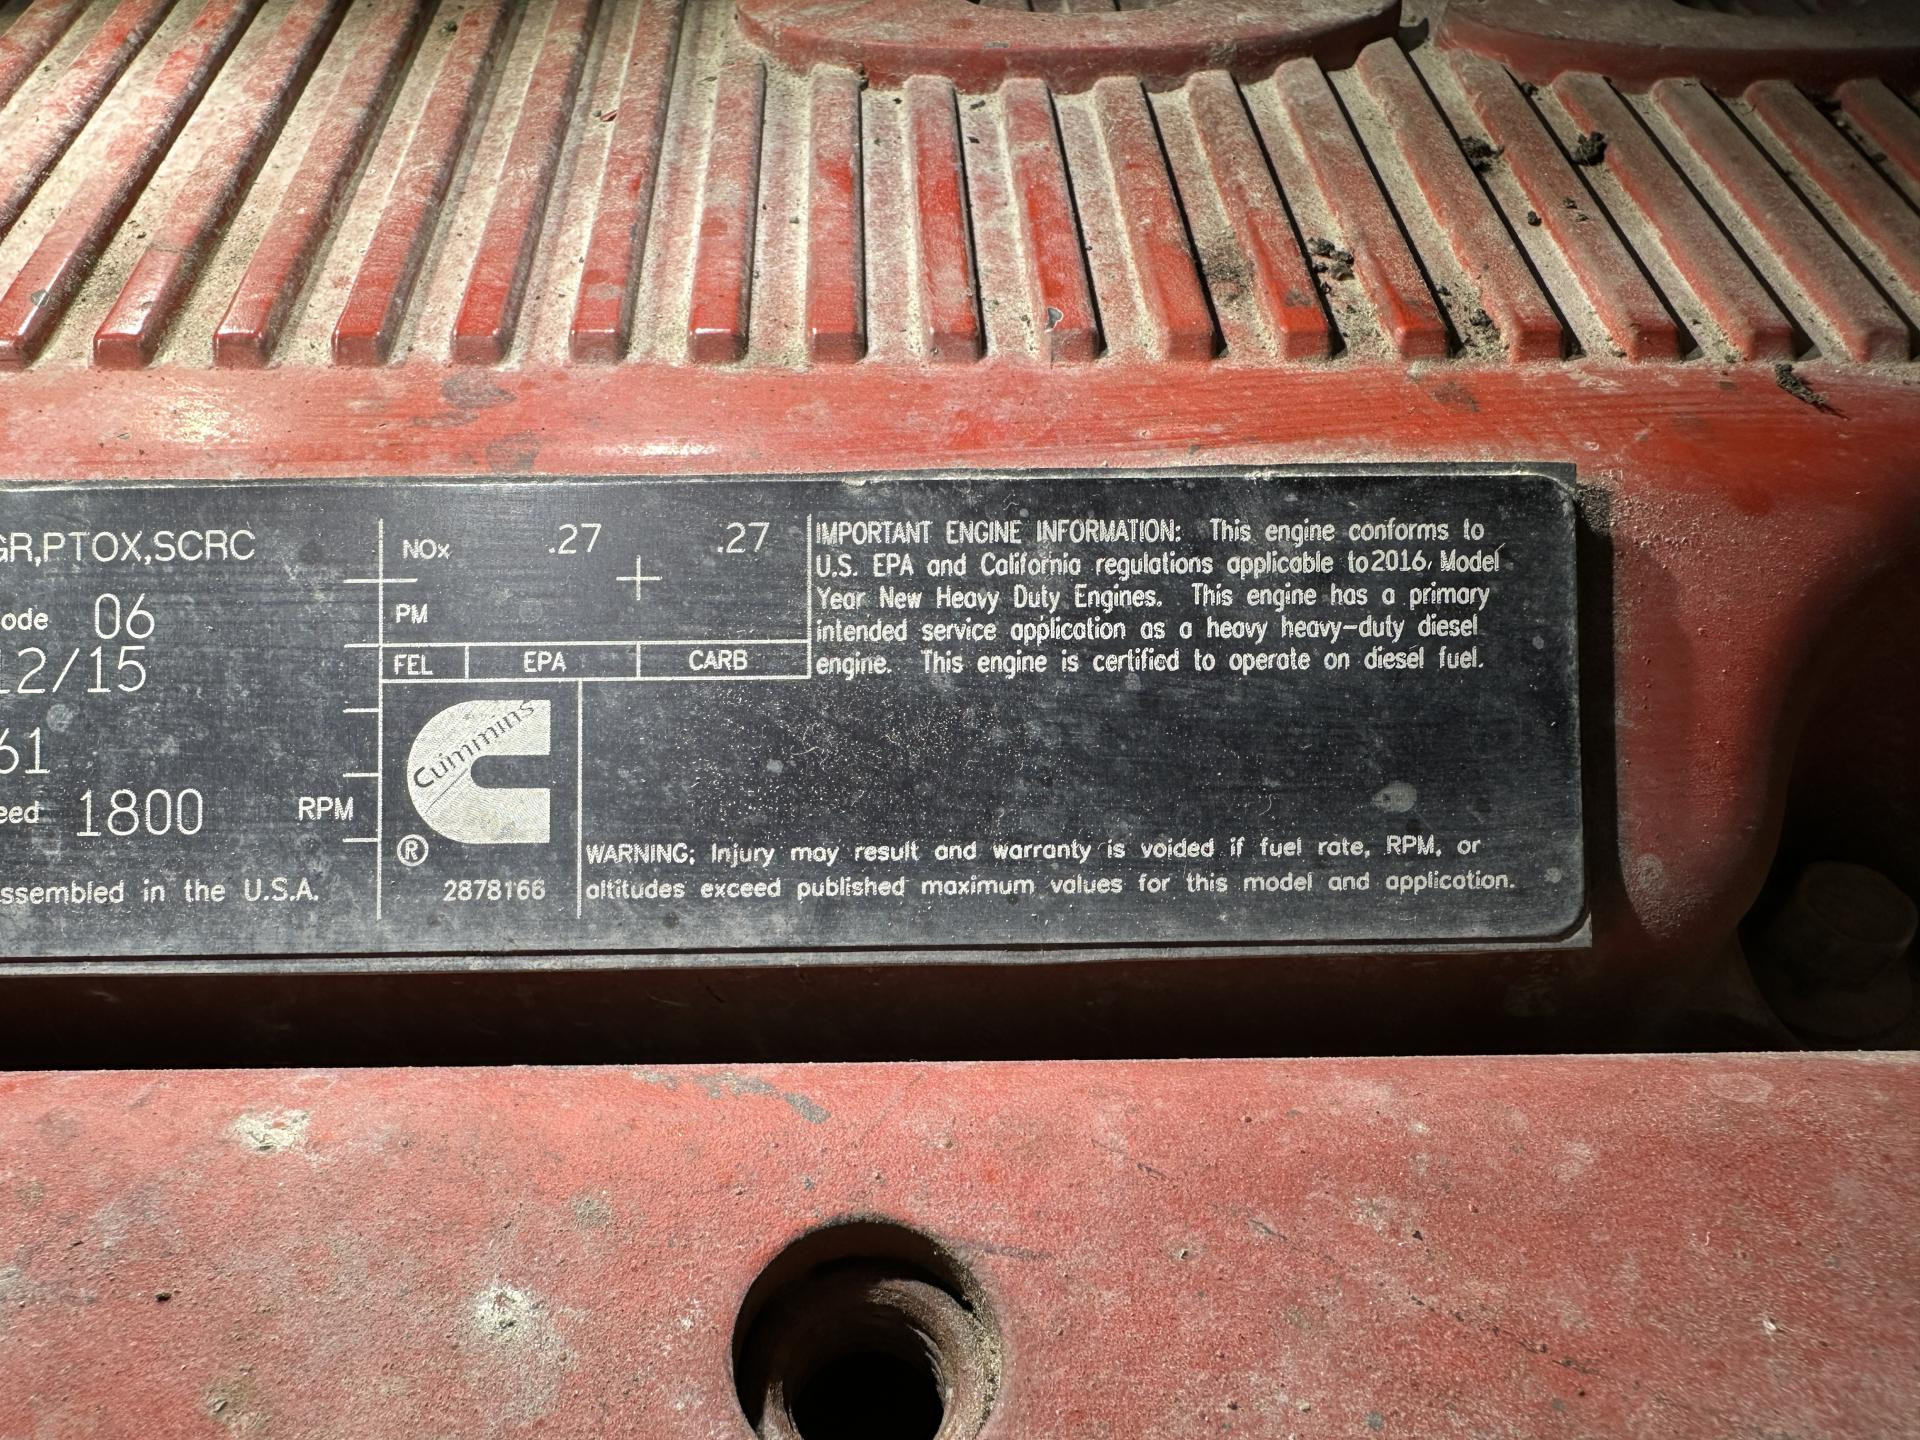 GR,PTOX,SCRC
ode 06
12/15
61
eed 1800 RPM
ssembled in the U.S.A.
NOx .27 .27
PM
FEL EPA CARB
Cummins
®
2878166
IMPORTANT ENGINE INFORMATION: This engine conforms to
U.S. EPA and California regulations applicable to 2016 Model
Year New Heavy Duty Engines. This engine has a primary
intended service application as a heavy heavy-duty diesel
engine. This engine is certified to operate on diesel fuel.
WARNING: Injury may result and warranty is voided if fuel rate, RPM, or
altitudes exceed published maximum values for this model and application.